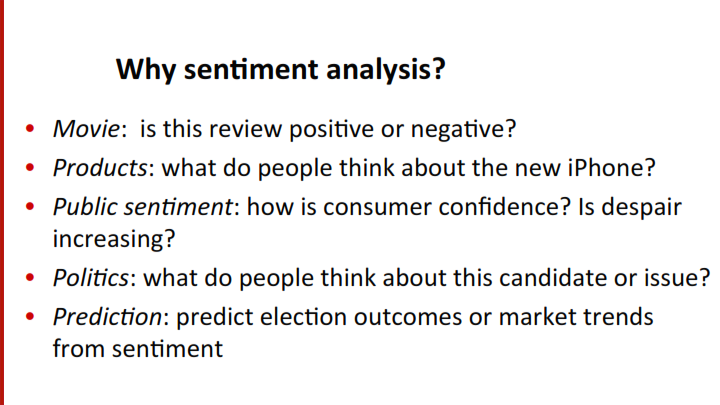 Why sentiment analysis?
• Movie: is this review positive or negative?
• Products: what do people think about the new iPhone?
• Public sentiment: how is consumer confidence? Is despair
increasing?
• Politics: what do people think about this candidate or issue?
• Prediction: predict election outcomes or market trends
from sentiment